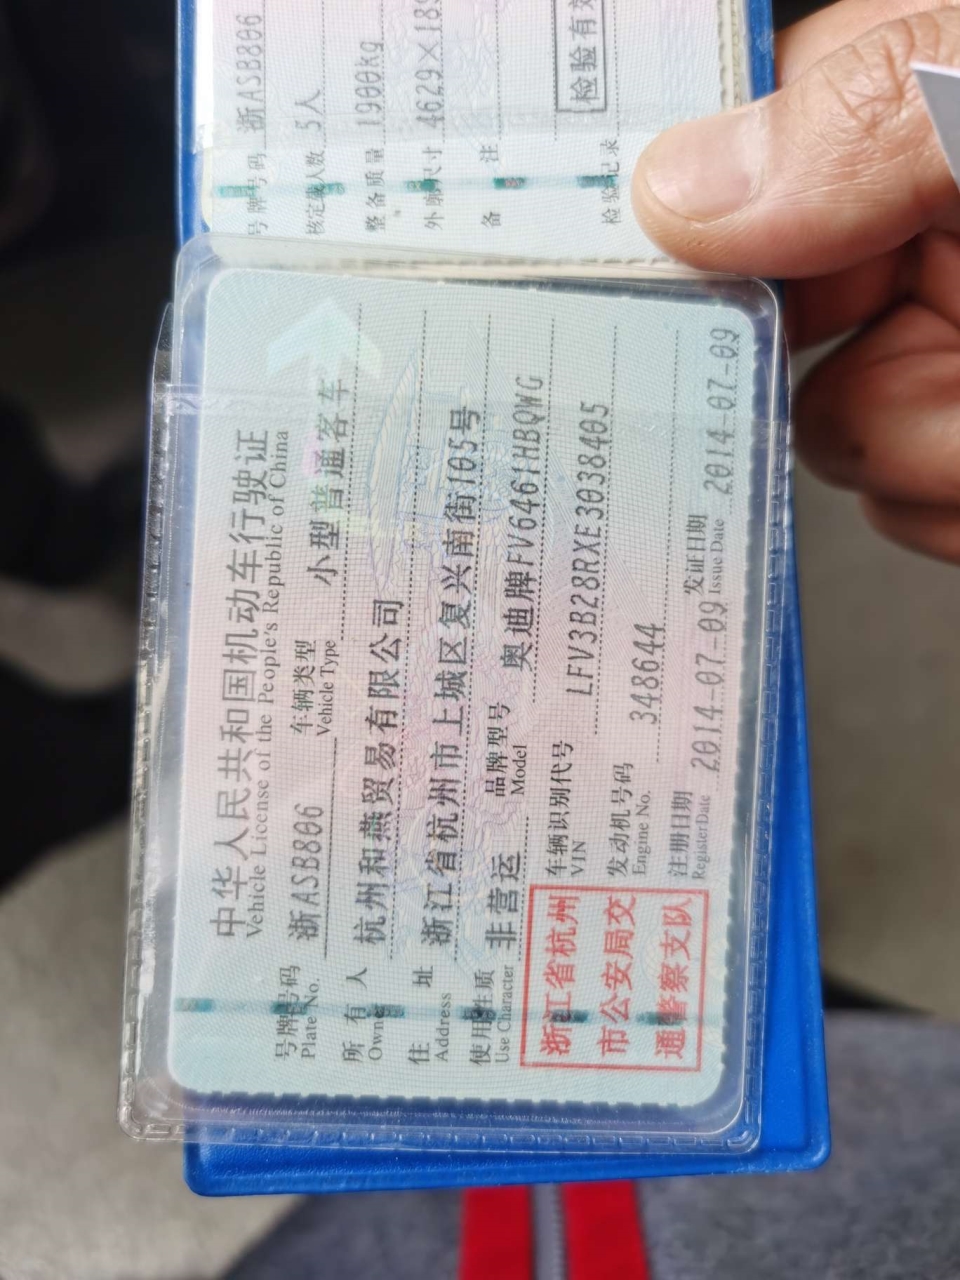 中华人民共和国机动车行驶证
Vehicle License of the People's Republic of China
号牌号码 浙ASB806 车辆类型 小型普通客车
Plate No. Vehicle Type
所有人 杭州和燕贸易有限公司
Owner
住址 浙江省杭州市上城区复兴南街105号
Address
使用性质 非营运 品牌型号 奥迪牌FV6461HBQWG
Use Character Model
浙江省杭州
市公安局交
通警察支队
车辆识别代号 LFV3B28RXE3038405
VIN
发动机号码 348644
Engine No.
注册日期 2014-07-09 发证日期 2014-07-09
RegisterDate Issue Date
号牌号码 浙ASB806
核定载人数 5人
整备质量 1900kg
外廓尺寸 4629×18
备注
检验记录 检验有